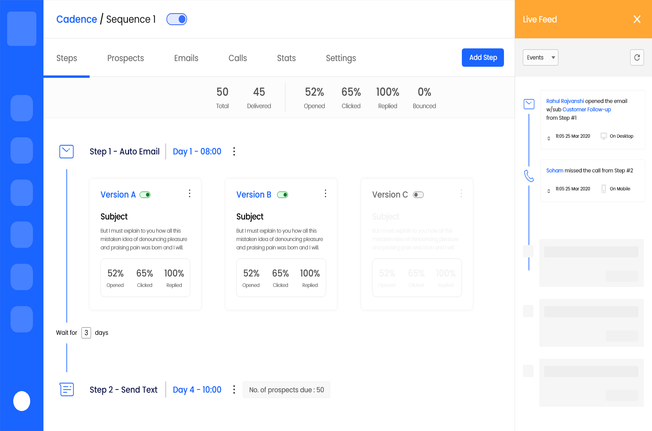 Cadence / Sequence 1
Live Feed
Steps Prospects Emails Calls Stats Settings
Add Step
Events
50 45 52% 65% 100% 0%
Total Delivered Opened Clicked Replied Bounced
Rahul Rajvanshi opened the email
w/sub Customer Follow-up
from Step #1
11:05 25 Mar 2020 On Desktop
Step 1 - Auto Email Day 1 - 08:00
Soham missed the call from Step #2
11:05 25 Mar 2020 On Mobile
Version A
Subject
But I must explain to you how all this
mistaken idea of denouncing pleasure
and praising pain was born and I will
52% 65% 100%
Opened Clicked Replied
Version B
Subject
But I must explain to you how all this
mistaken idea of denouncing pleasure
and praising pain was born and I will
52% 65% 100%
Opened Clicked Replied
Version C
Subject
But I must explain to you how all this
mistaken idea of denouncing pleasure
and praising pain was born and I will
52% 65% 100%
Opened Clicked Replied
Wait for 3 days
Step 2 - Send Text Day 4 - 10:00 No. of prospects due : 50